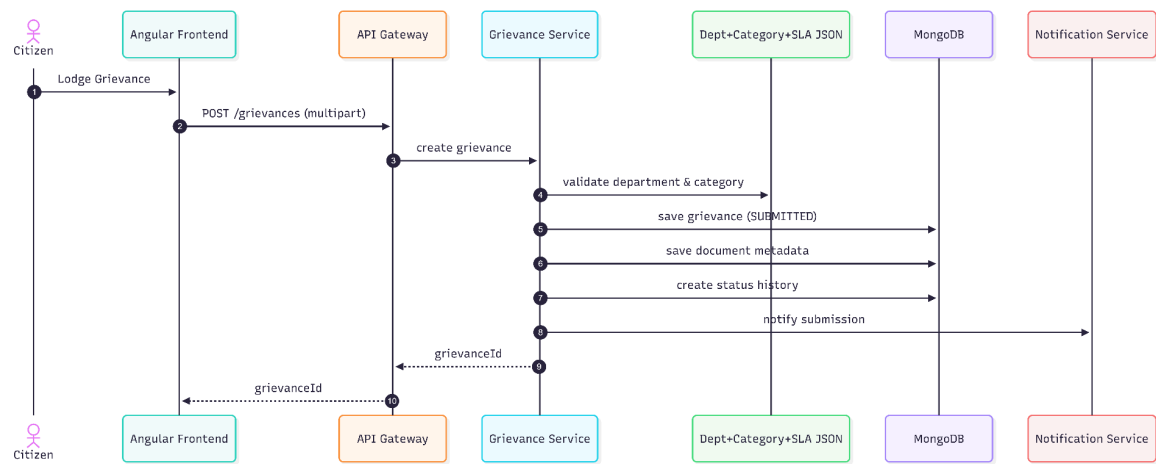 Citizen
Angular Frontend
API Gateway
Grievance Service
Dept+Category+SLA JSON
MongoDB
Notification Service
1
Lodge Grievance
2
POST /grievances (multipart)
3
create grievance
4
validate department & category
5
save grievance (SUBMITTED)
6
save document metadata
7
create status history
8
notify submission
9
grievanceId
10
grievanceId
Citizen
Angular Frontend
API Gateway
Grievance Service
Dept+Category+SLA JSON
MongoDB
Notification Service